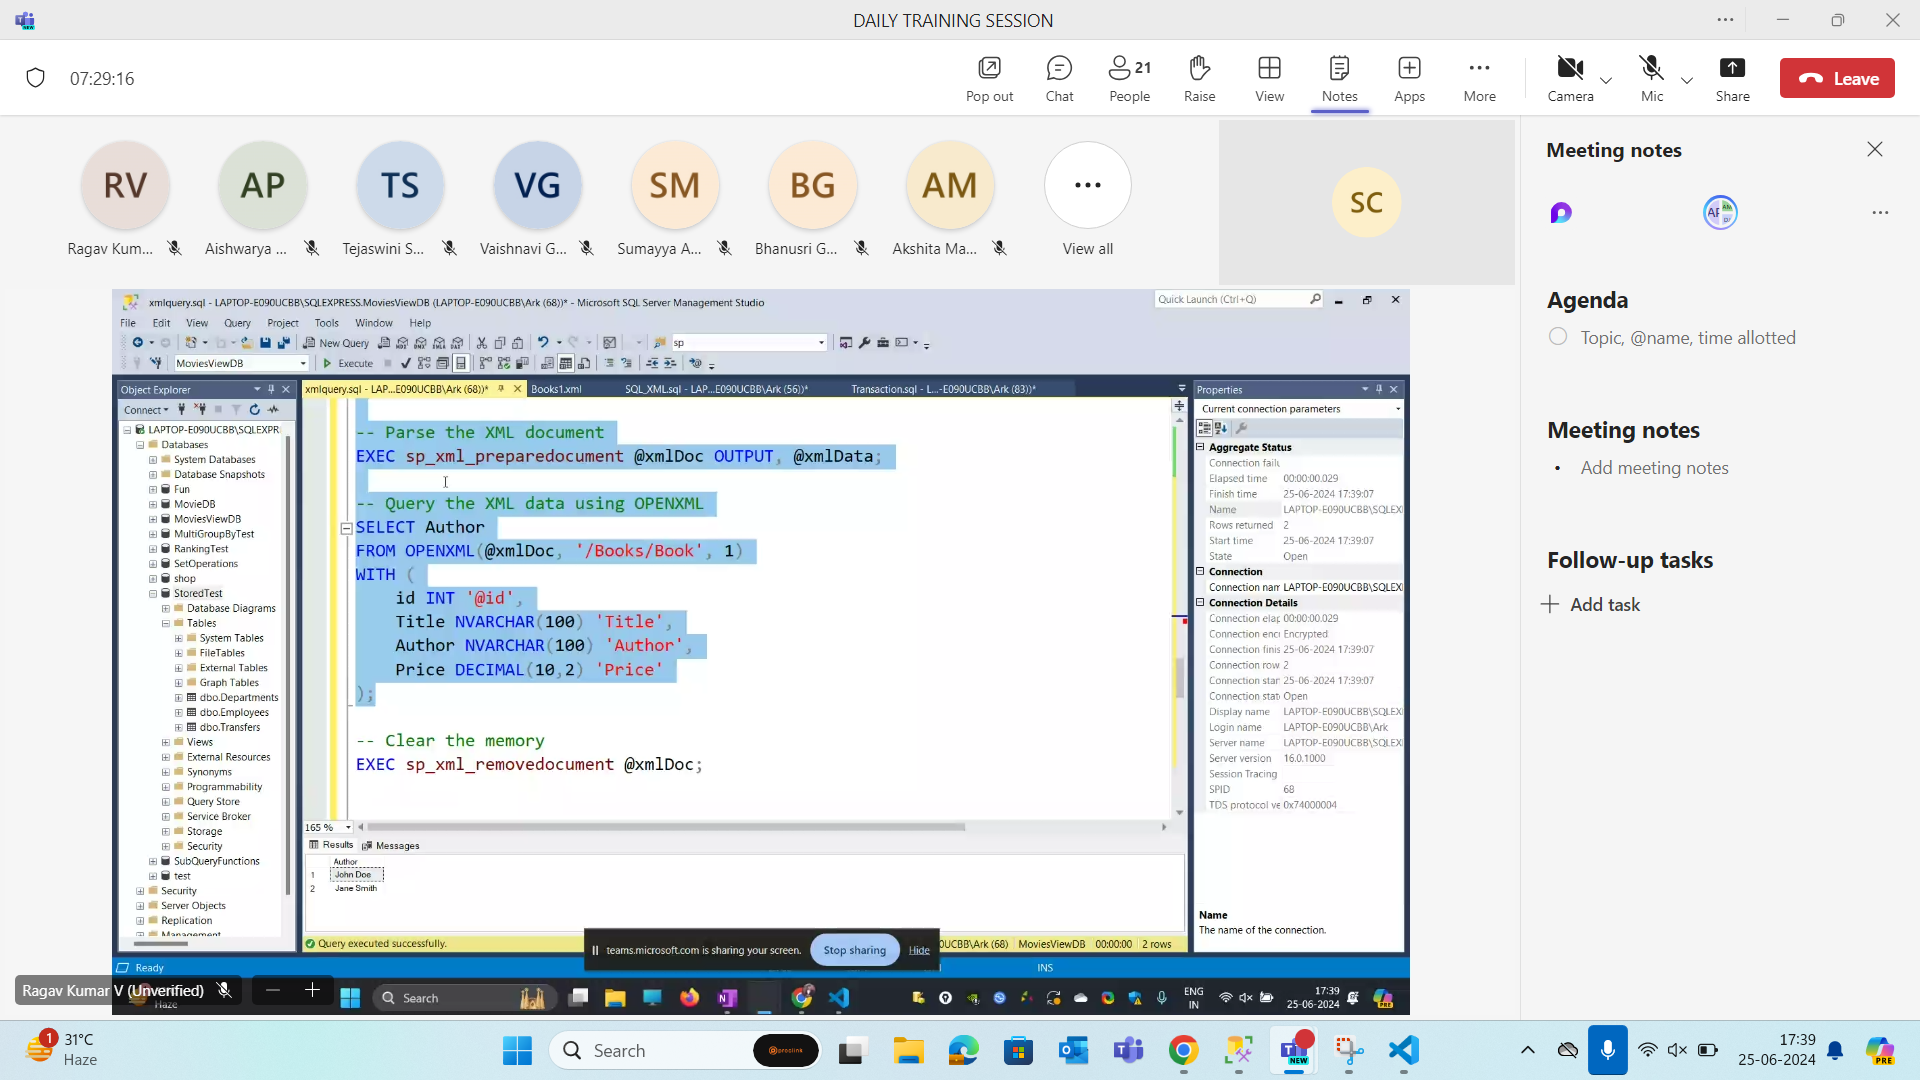 DAILY TRAINING SESSION
07:29:16
Pop out
Chat
21
People
Raise
View
Notes
Apps
More
Camera
Mic
Share
Leave
RV
AP
TS
VG
SM
BG
AM
SC
Ragav Kum...
Aishwarya ...
Tejaswini S...
Vaishnavi G...
Sumayya A...
Bhanusri G...
Akshita Ma...
View all
Meeting notes
Agenda
Topic, @name, time allotted
Meeting notes
Add meeting notes
Follow-up tasks
Add task
xmlquery.sql - LAPTOP-E090UCBB\SQLEXPRESS.MoviesViewDB (LAPTOP-E090UCBB\Ark (68))* - Microsoft SQL Server Management Studio
Quick Launch (Ctrl+Q)
File Edit View Query Project Tools Window Help
New Query
sp
MoviesViewDB
Execute
Object Explorer
Connect
LAPTOP-E090UCBB\SQLEXPR
Databases
System Databases
Database Snapshots
Fun
MovieDB
MoviesViewDB
MultiGroupByTest
RankingTest
SetOperations
shop
StoredTest
Database Diagrams
Tables
System Tables
FileTables
External Tables
Graph Tables
dbo.Departments
dbo.Employees
dbo.Transfers
Views
External Resources
Synonyms
Programmability
Query Store
Service Broker
Storage
Security
SubQueryFunctions
test
Security
Server Objects
Replication
Management
xmlquery.sql - LAP...E090UCBB\Ark (68))*
Books1.xml
SQL_XML.sql - LAP...E090UCBB\Ark (56))*
Transaction.sql - L...-E090UCBB\Ark (83))*
-- Parse the XML document
EXEC sp_xml_preparedocument @xmlDoc OUTPUT, @xmlData;
-- Query the XML data using OPENXML
SELECT Author
FROM OPENXML(@xmlDoc, '/Books/Book', 1)
WITH (
id INT '@id',
Title NVARCHAR(100) 'Title',
Author NVARCHAR(100) 'Author',
Price DECIMAL(10,2) 'Price'
);
-- Clear the memory
EXEC sp_xml_removedocument @xmlDoc;
165 %
Results
Messages
Author
1 John Doe
2 Jane Smith
Query executed successfully.
UCBB\Ark (68)
MoviesViewDB
00:00:00
2 rows
Properties
Current connection parameters
Aggregate Status
Connection failu
Elapsed time 00:00:00.029
Finish time 25-06-2024 17:39:07
Name LAPTOP-E090UCBB\SQLEX
Rows returned 2
Start time 25-06-2024 17:39:07
State Open
Connection
Connection nam LAPTOP-E090UCBB\SQLEX
Connection Details
Connection elap 00:00:00.029
Connection enc Encrypted
Connection finis 25-06-2024 17:39:07
Connection row 2
Connection star 25-06-2024 17:39:07
Connection stat Open
Display name LAPTOP-E090UCBB\SQLEX
Login name LAPTOP-E090UCBB\Ark
Server name LAPTOP-E090UCBB\SQLEX
Server version 16.0.1000
Session Tracing
SPID 68
TDS protocol ve 0x74000004
Name
The name of the connection.
teams.microsoft.com is sharing your screen.
Stop sharing
Hide
Ready
INS
Ragav Kumar V (Unverified)
Haze
Search
ENG
IN
17:39
25-06-2024
PRE
1
31°C
Haze
Search
proclink
NEW
17:39
25-06-2024
PRE